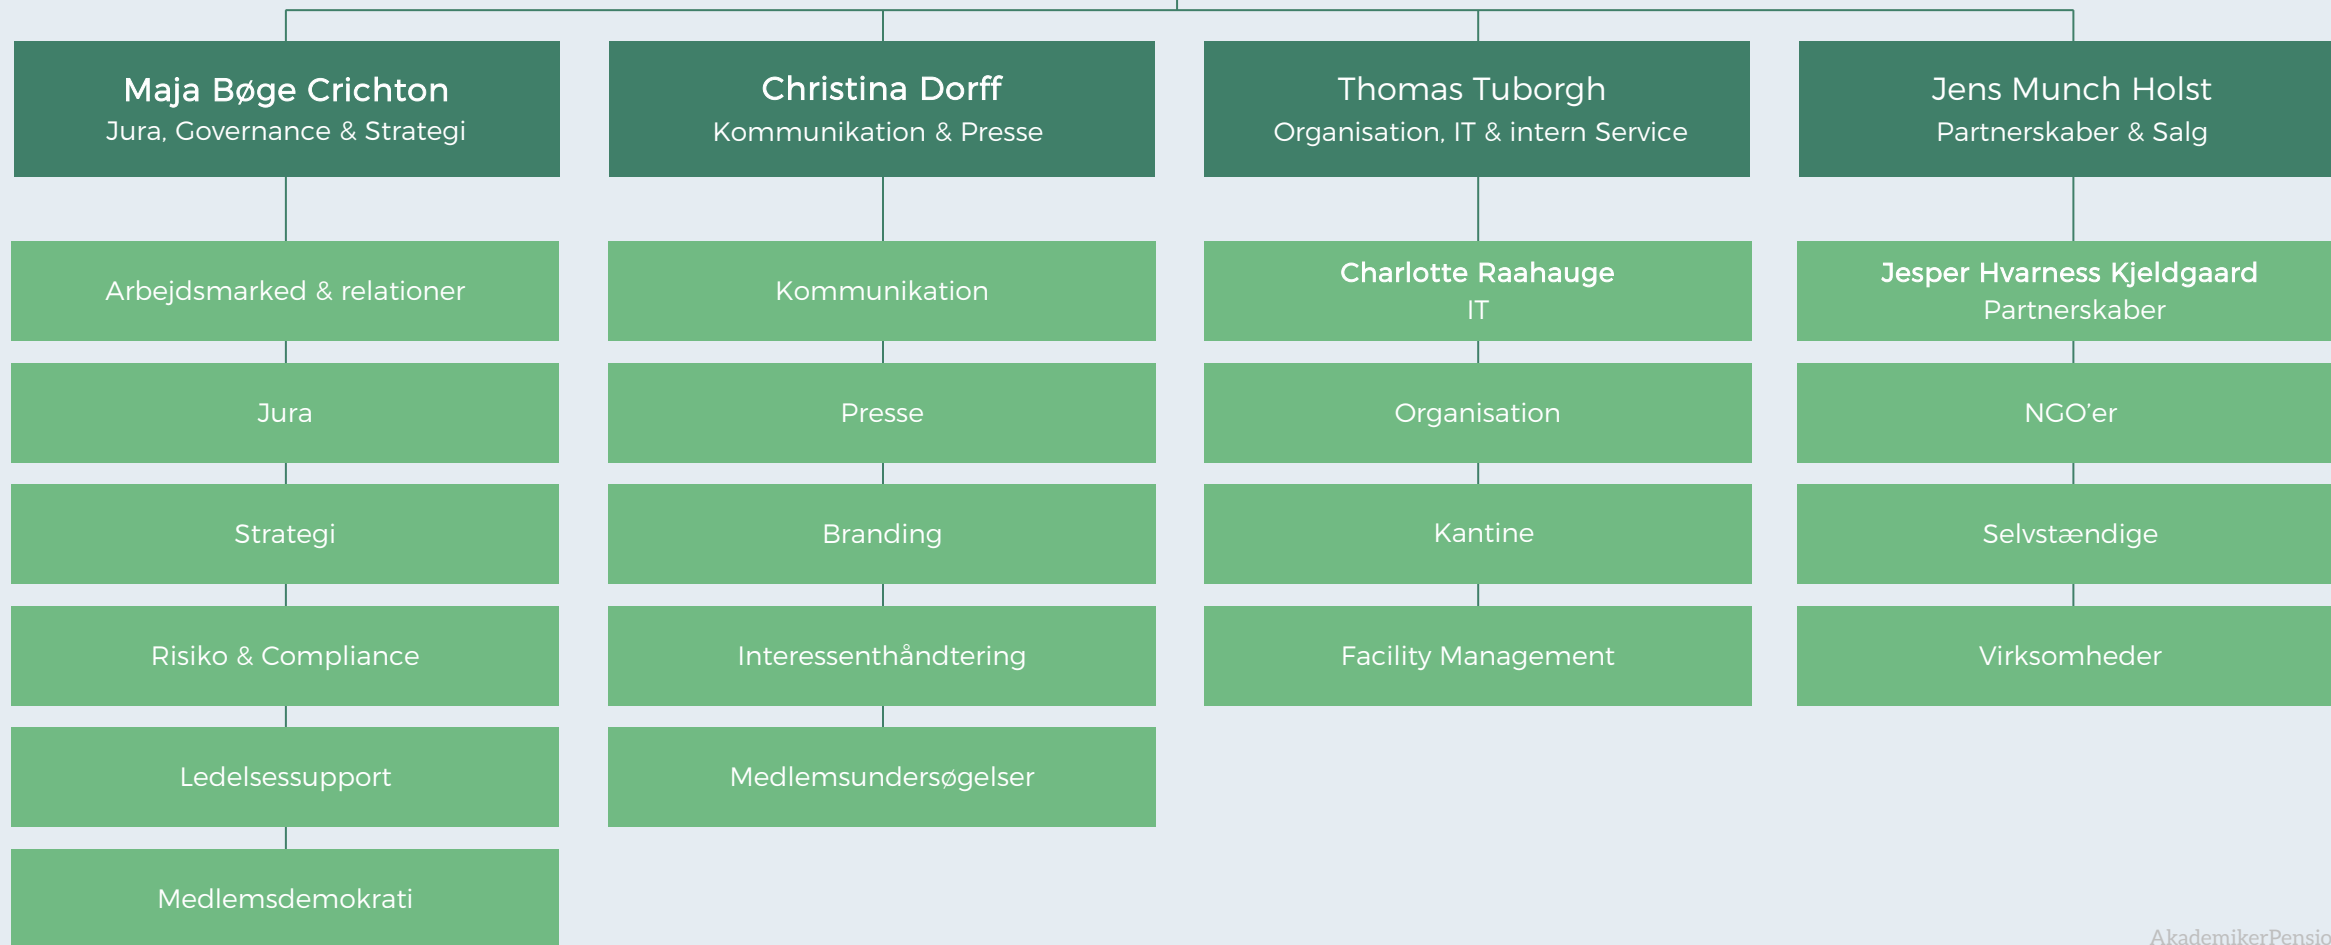 Maja Bøge Crichton
Jura, Governance & Strategi
Arbejdsmarked & relationer
Jura
Strategi
Risiko & Compliance
Ledelsessupport
Medlemsdemokrati
Christina Dorff
Kommunikation & Presse
Kommunikation
Presse
Branding
Interessenthåndtering
Medlemsundersøgelser
Thomas Tuborgh
Organisation, IT & intern Service
Charlotte Raahauge
IT
Organisation
Kantine
Facility Management
Jens Munch Holst
Partnerskaber & Salg
Jesper Hvarness Kjeldgaard
Partnerskaber
NGO’er
Selvstændige
Virksomheder
AkademikerPensio